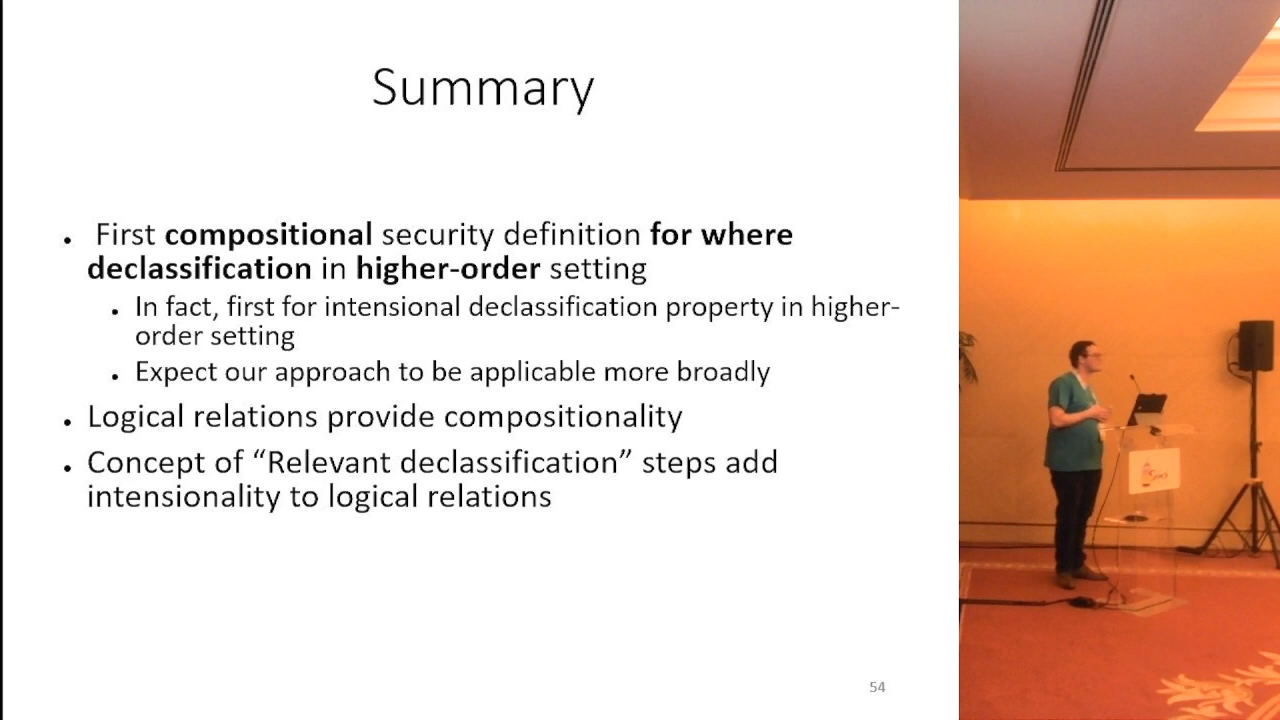 Summary
• First compositional security definition for where
declassification in higher-order setting
• In fact, first for intensional declassification property in higher-
order setting
• Expect our approach to be applicable more broadly
• Logical relations provide compositionality
• Concept of “Relevant declassification” steps add
intensionality to logical relations
54